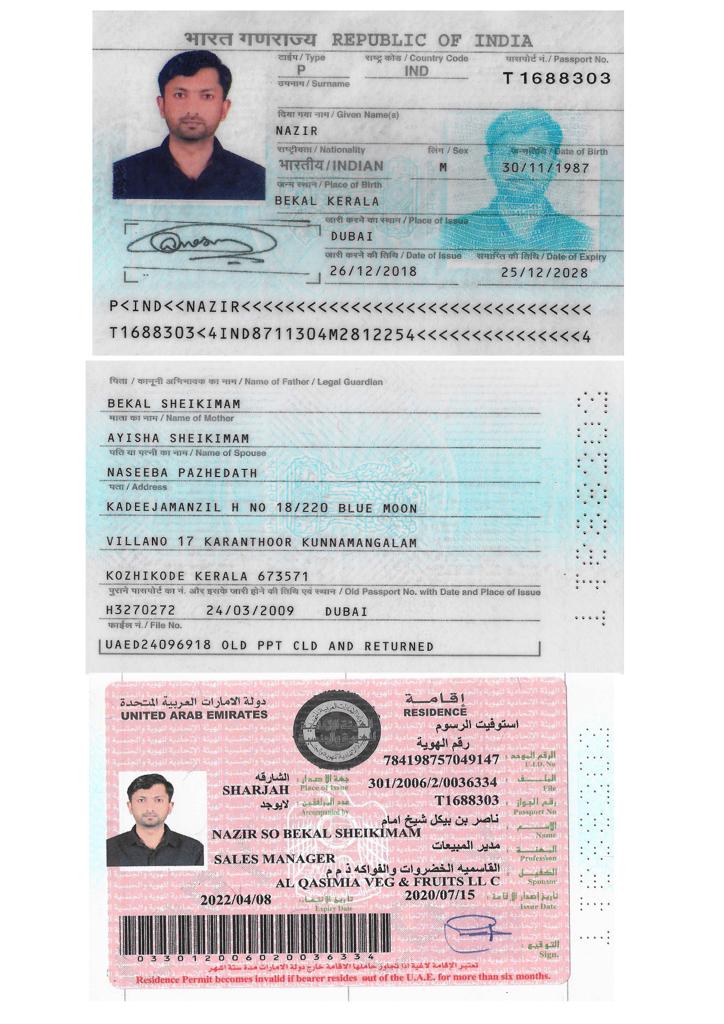 भारत गणराज्य REPUBLIC OF INDIA
टाईप / Type
राष्ट्र कोड / Country Code
पासपोर्ट नं. / Passport No.
P
IND
T 1688303
उपनाम / Surname
दिया गया नाम / Given Name(s)
NAZIR
राष्ट्रीयता / Nationality
लिंग / Sex
जन्मतिथि / Date of Birth
भारतीय / INDIAN
M
30/11/1987
जन्म स्थान / Place of Birth
BEKAL KERALA
जारी करने का स्थान / Place of Issue
DUBAI
जारी करने की तिथि / Date of Issue
समाप्ति की तिथि / Date of Expiry
26/12/2018
25/12/2028
P<IND<<NAZIR<<<<<<<<<<<<<<<<<<<<<<<<<<<<<<<<
T1688303<4IND8711304M2812254<<<<<<<<<<<<<<<4
पिता / कानूनी अभिभावक का नाम / Name of Father / Legal Guardian
BEKAL SHEIKIMAM
माता का नाम / Name of Mother
AYISHA SHEIKIMAM
पति या पत्नी का नाम / Name of Spouse
NASEEBA PAZHEDATH
पता / Address
KADEEJAMANZIL H NO 18/220 BLUE MOON
VILLANO 17 KARANTHOOR KUNNAMANGALAM
KOZHIKODE KERALA 673571
पुराने पासपोर्ट का नं. और इसके जारी होने की तिथि एवं स्थान / Old Passport No. with Date and Place of Issue
H3270272 24/03/2009 DUBAI
फाईल नं. / File No.
UAED24096918 OLD PPT CLD AND RETURNED
دولة الامارات العربية المتحدة
UNITED ARAB EMIRATES
إقامة
RESIDENCE
استوفيت الرسوم
رقم الهوية
784198757049147
الرقم الموحد :
U.I.D. No
الشارقه
جهة الاصدار :
301/2006/2/0036334
الملف :
SHARJAH
Place of Issue
File
لايوجد
عدد المرافقين :
T1688303
رقم الجواز :
Accompanied by
Passport No
ناصر بن بيكل شيخ امام
الاسم :
NAZIR SO BEKAL SHEIKIMAM
Name
مدير المبيعات
المهنة :
SALES MANAGER
Profession
القاسميه الخضروات والفواكه ذ م م
الكفيل :
AL QASIMIA VEG & FRUITS LL C
Sponsor
2022/04/08
تاريخ الانتهاء :
2020/07/15
تاريخ إصدار الاقامة :
Expiry Date
Issue Date
033012006020036334
التوقيع :
Sign.
تعتبر الإقامة لاغية اذا تجاوز حاملها الاقامة خارج دولة الامارات مدة ستة اشهر
Residence Permit becomes invalid if bearer resides out of the U.A.E. for more than six months.